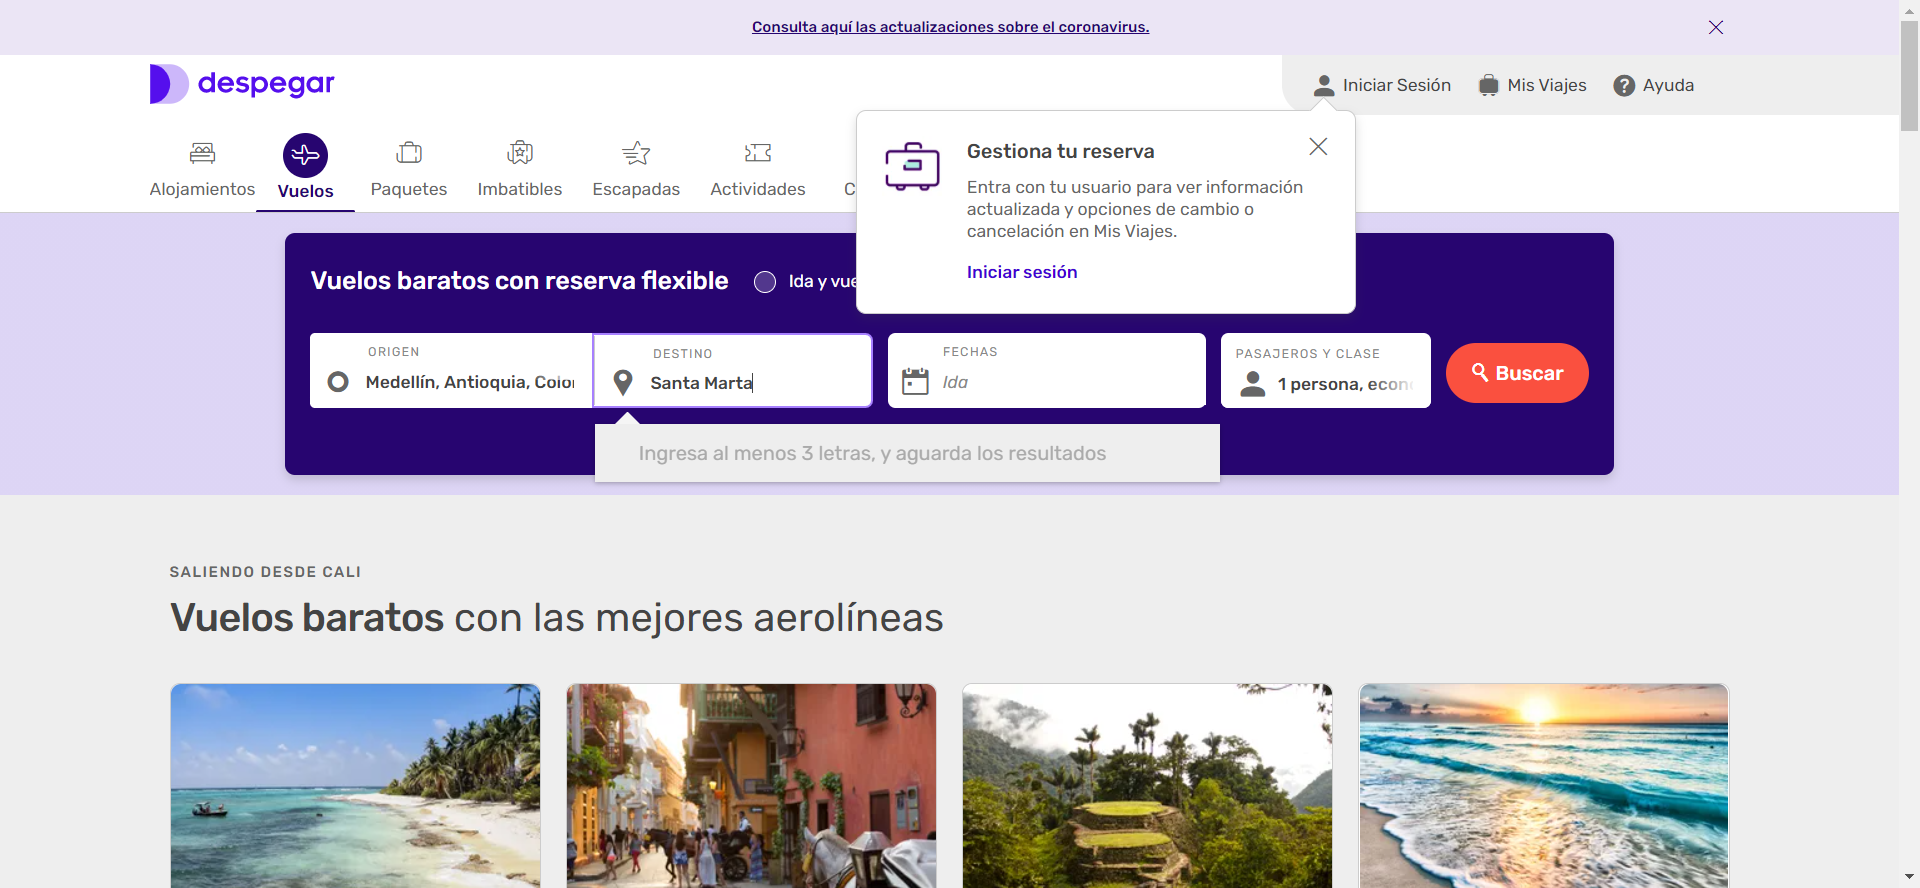 Consulta aquí las actualizaciones sobre el coronavirus.
despegar
Iniciar Sesión
Mis Viajes
Ayuda
Alojamientos
Vuelos
Paquetes
Imbatibles
Escapadas
Actividades
C
Gestiona tu reserva
Entra con tu usuario para ver información
actualizada y opciones de cambio o
cancelación en Mis Viajes.
Iniciar sesión
Vuelos baratos con reserva flexible
Ida y vue
ORIGEN
Medellín, Antioquia, Color
DESTINO
Santa Marta
FECHAS
Ida
PASAJEROS Y CLASE
1 persona, econ
Buscar
Ingresa al menos 3 letras, y aguarda los resultados
SALIENDO DESDE CALI
Vuelos baratos con las mejores aerolíneas